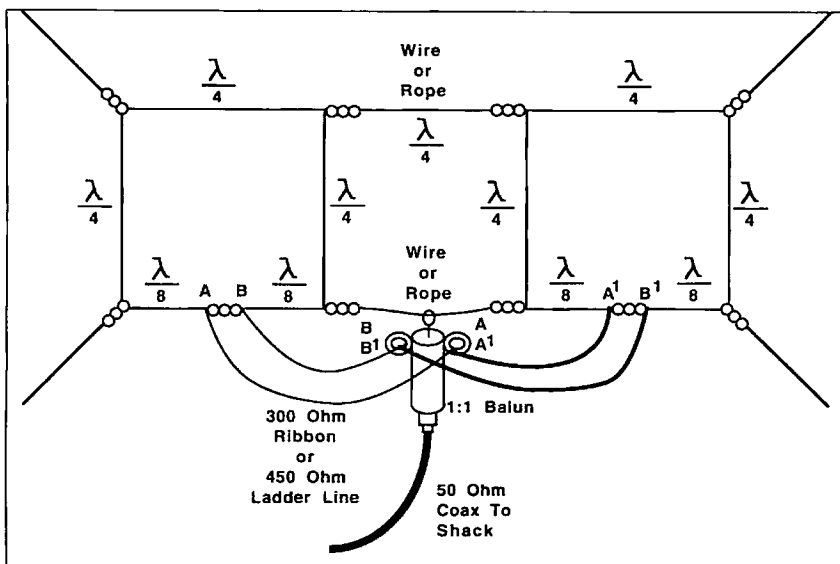 Wire
or
Rope
λ
4
λ
4
λ
4
λ
4
λ
4
λ
4
λ
4
Wire
or
Rope
λ
8
A B
λ
8
λ
8
A1 B1
λ
8
B
B1
A
A1
1:1 Balun
300 Ohm
Ribbon
or
450 Ohm
Ladder Line
50 Ohm
Coax To
Shack